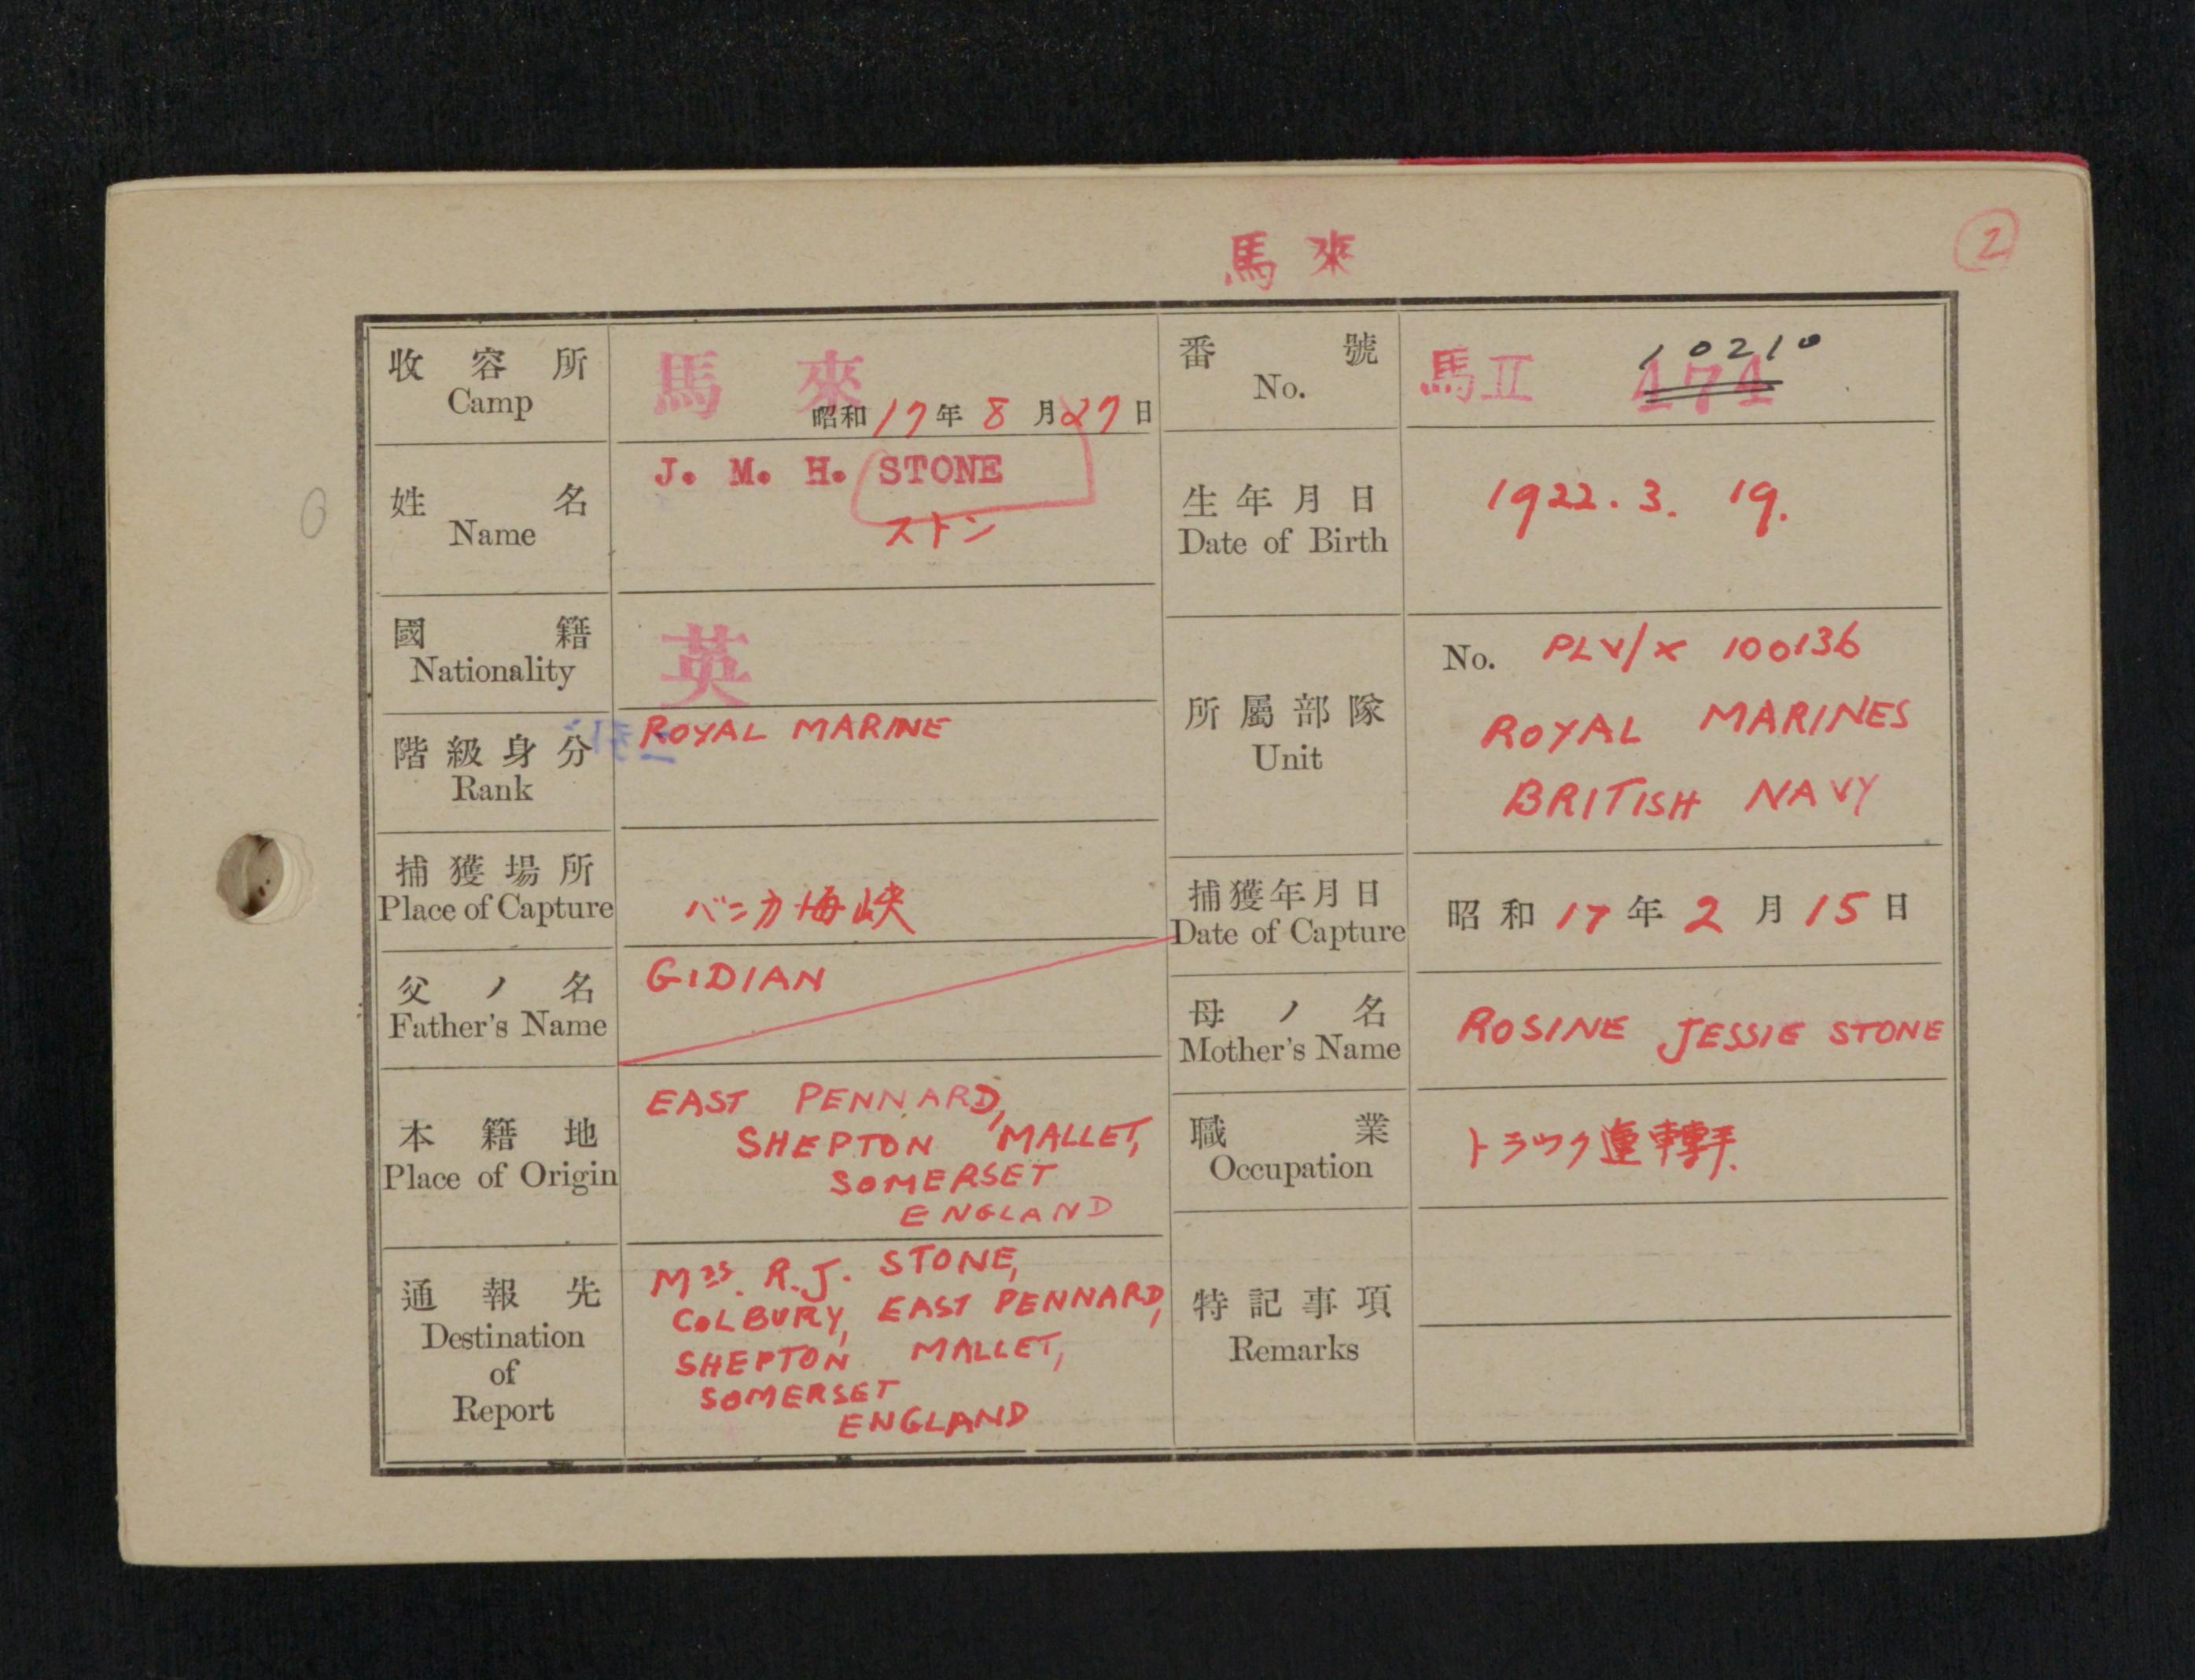 馬來
2
收容所
Camp
馬來
昭和17年8月27日
番號
No.
馬II 474 10210
姓名
Name
J. M. H. STONE
ストン
生年月日
Date of Birth
1922. 3. 19.
國籍
Nationality
英
階級身分
Rank
ROYAL MARINE
所屬部隊
Unit
No. PLY/X 100136
ROYAL MARINES
BRITISH NAVY
捕獲場所
Place of Capture
バンカ海峡
捕獲年月日
Date of Capture
昭和17年2月15日
父ノ名
Father's Name
GIDIAN
母ノ名
Mother's Name
ROSINE JESSIE STONE
本籍地
Place of Origin
EAST PENNARD,
SHEPTON MALLET,
SOMERSET
ENGLAND
職業
Occupation
トラック運轉手.
通報先
Destination
of
Report
Mrs. R. J. STONE,
COLBURY, EAST PENNARD,
SHEPTON MALLET,
SOMERSET
ENGLAND
特記事項
Remarks